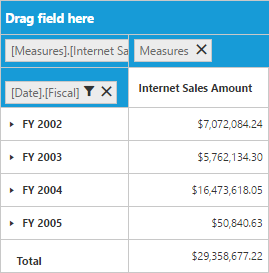 Drag field here
[Measures].[Internet Sa Measures
[Date].[Fiscal] Internet Sales Amount
FY 2002 $7,072,084.24
FY 2003 $5,762,134.30
FY 2004 $16,473,618.05
FY 2005 $50,840.63
Total $29,358,677.22